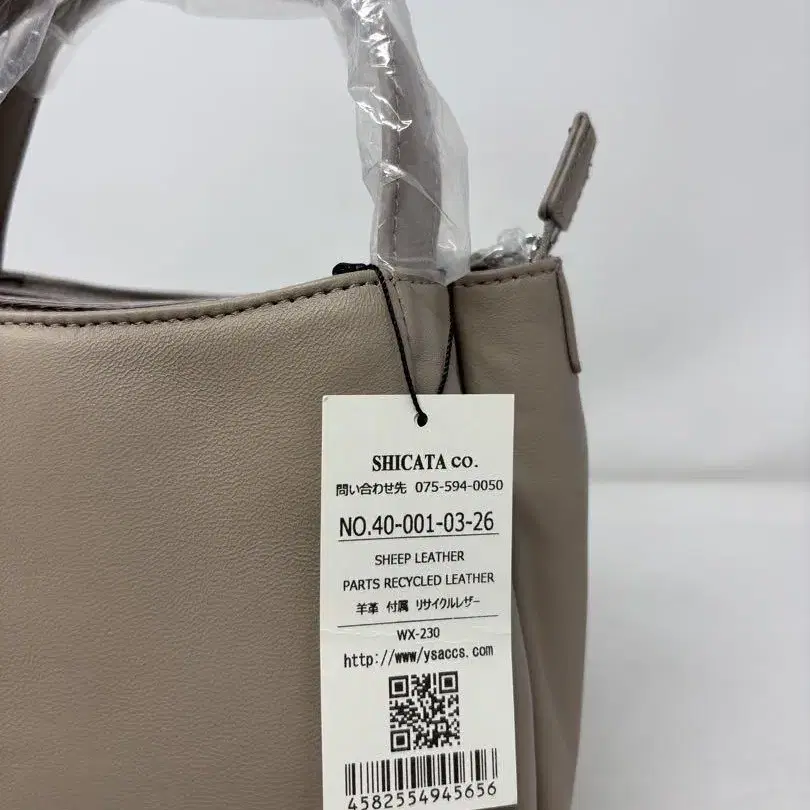 SHICATA co.
問い合わせ先 075-594-0050
NO.40-001-03-26
SHEEP LEATHER
PARTS RECYCLED LEATHER
羊革 付属 リサイクルレザー
WX-230
http://www/ysaccs.com
4582554945656